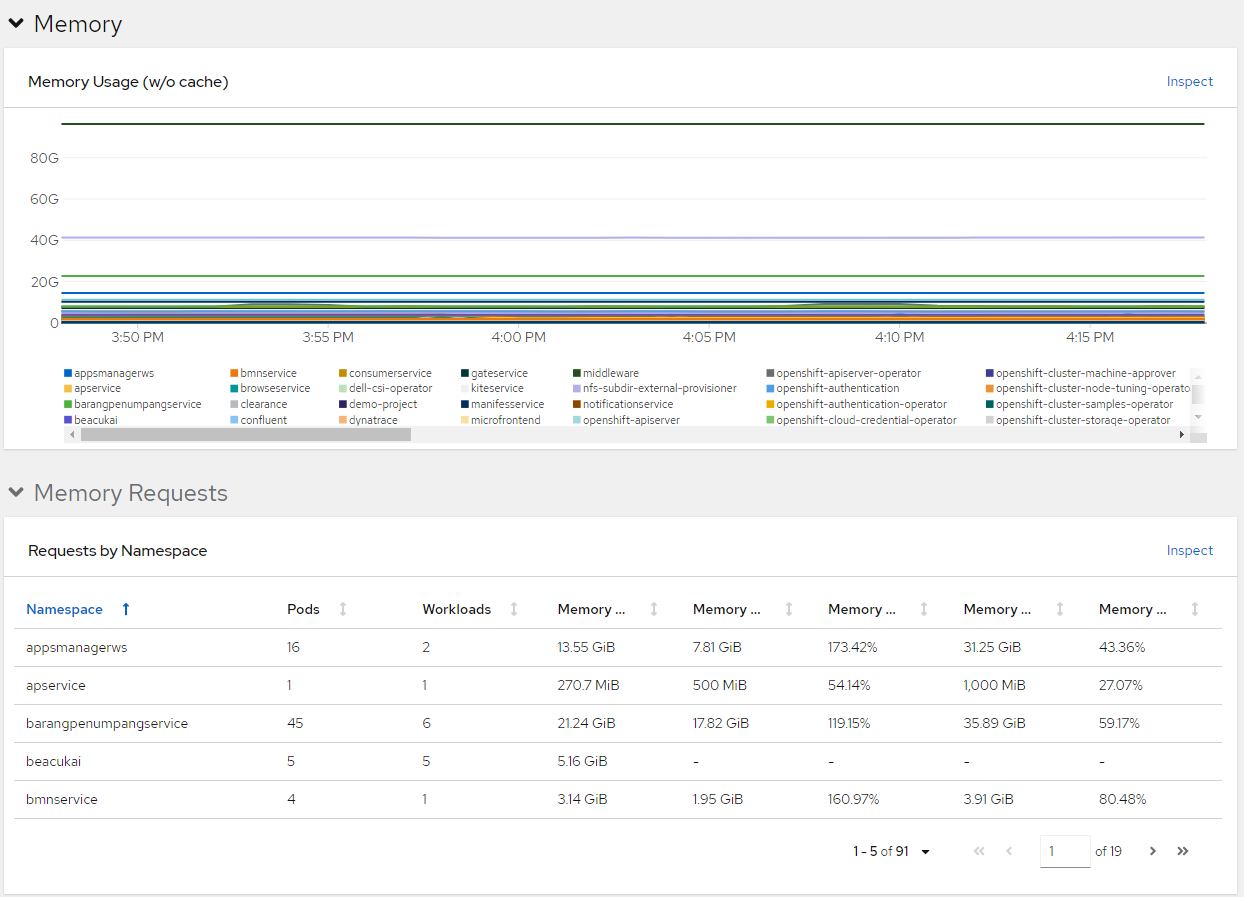 Memory
Memory Usage (w/o cache)
Inspect
80G
60G
40G
20G
0
3:50 PM 3:55 PM 4:00 PM 4:05 PM 4:10 PM 4:15 PM
appsmanagerws bmnservice consumerservice gateservice middleware openshift-apiserver-operator openshift-cluster-machine-approver
apservice browseservice dell-csi-operator kiteservice nfs-subdir-external-provisioner openshift-authentication openshift-cluster-node-tuning-operato
barangpenumpangservice clearance demo-project manifesservice notificationservice openshift-authentication-operator openshift-cluster-samples-operator
beacukai confluent dynatrace microfrontend openshift-apiserver openshift-cloud-credential-operator openshift-cluster-storage-operator
Memory Requests
Requests by Namespace
Inspect
Namespace Pods Workloads Memory ... Memory ... Memory ... Memory ... Memory ...
appsmanagerws 16 2 13.55 GiB 7.81 GiB 173.42% 31.25 GiB 43.36%
apservice 1 1 270.7 MiB 500 MiB 54.14% 1,000 MiB 27.07%
barangpenumpangservice 45 6 21.24 GiB 17.82 GiB 119.15% 35.89 GiB 59.17%
beacukai 5 5 5.16 GiB - - - -
bmnservice 4 1 3.14 GiB 1.95 GiB 160.97% 3.91 GiB 80.48%
1 - 5 of 91 1 of 19